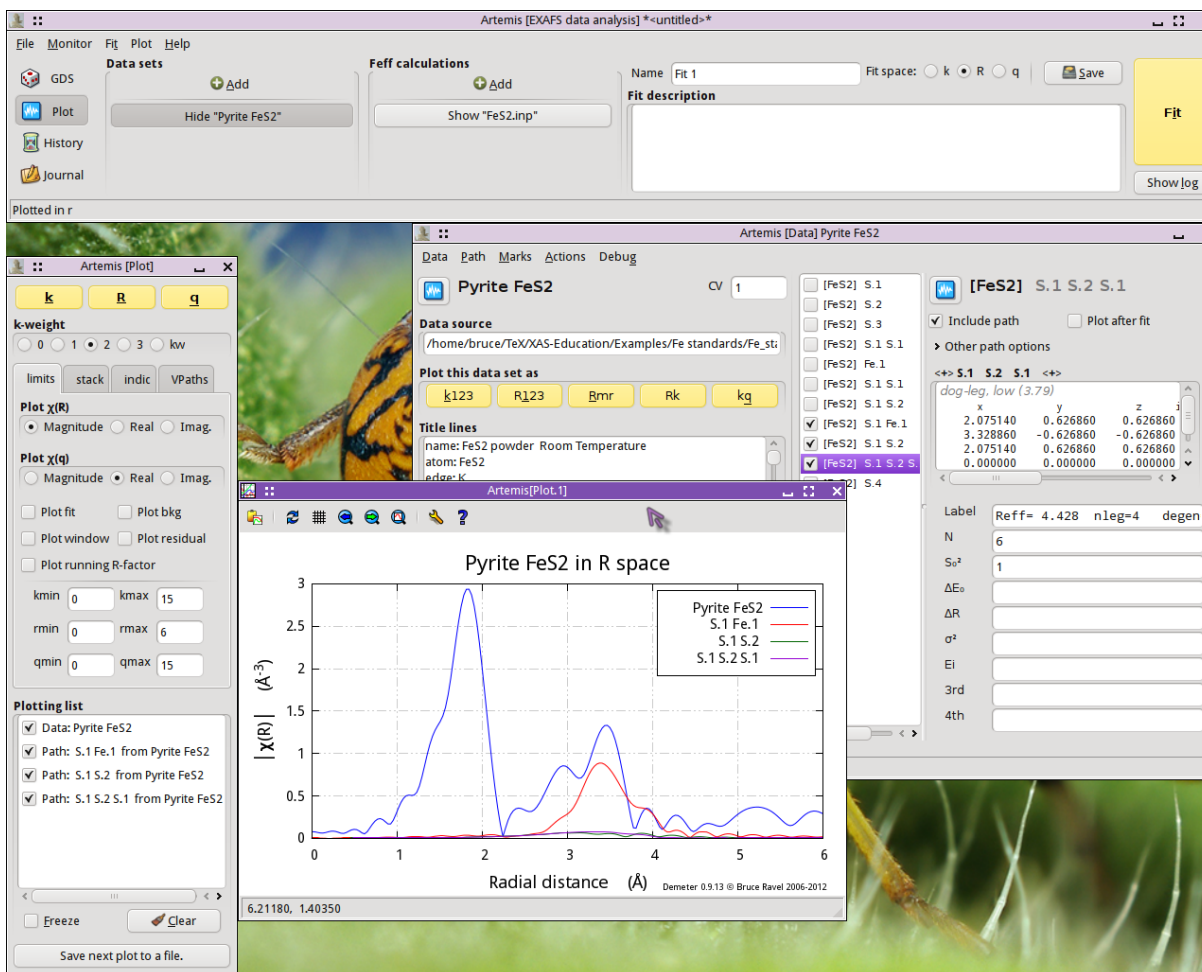 Artemis [EXAFS data analysis] *<untitled>*
File Monitor Fit Plot Help
GDS
Plot
History
Journal
Data sets
Add
Hide "Pyrite FeS2"
Feff calculations
Add
Show "FeS2.inp"
Name Fit 1 Fit space: k R q Save
Fit description
Fit
Show log
Plotted in r
Artemis [Plot]
k R q
k-weight
0 1 2 3 kw
limits stack indic VPaths
Plot χ(R)
Magnitude Real Imag.
Plot χ(q)
Magnitude Real Imag.
Plot fit Plot bkg
Plot window Plot residual
Plot running R-factor
kmin 0 kmax 15
rmin 0 rmax 6
qmin 0 qmax 15
Plotting list
Data: Pyrite FeS2
Path: S.1 Fe.1 from Pyrite FeS2
Path: S.1 S.2 from Pyrite FeS2
Path: S.1 S.2 S.1 from Pyrite FeS2
Freeze Clear
Save next plot to a file.
Artemis [Data] Pyrite FeS2
Data Path Marks Actions Debug
Pyrite FeS2 CV 1
Data source
/home/bruce/TeX/XAS-Education/Examples/Fe standards/Fe_sta
Plot this data set as
k123 R123 Rmr Rk kq
Title lines
name: FeS2 powder Room Temperature
atom: FeS2
edge: K
[FeS2] S.1
[FeS2] S.2
[FeS2] S.3
[FeS2] S.1 S.1
[FeS2] Fe.1
[FeS2] S.1 S.1
[FeS2] S.1 S.2
[FeS2] S.1 Fe.1
[FeS2] S.1 S.2
[FeS2] S.1 S.2 S.
S.4
[FeS2] S.1 S.2 S.1
Include path Plot after fit
Other path options
<+> S.1 S.2 S.1 <+>
dog-leg, low (3.79)
x y z i
2.075140 0.626860 0.626860
3.328860 -0.626860 -0.626860
2.075140 0.626860 0.626860
0.000000 0.000000 0.000000
Label Reff= 4.428 nleg=4 degen
N 6
S₀² 1
ΔE₀
ΔR
σ²
Ei
3rd
4th
Artemis[Plot.1]
Pyrite FeS2 in R space
Pyrite FeS2
S.1 Fe.1
S.1 S.2
S.1 S.2 S.1
|χ(R)| (Å⁻³)
3
2.5
2
1.5
1
0.5
0
0 1 2 3 4 5 6
Radial distance (Å)
Demeter 0.9.13 © Bruce Ravel 2006-2012
6.21180, 1.40350